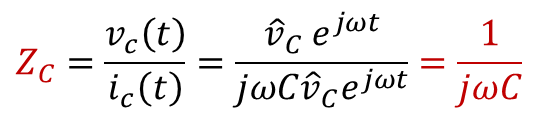 Z_C = v_c(t) / i_c(t) = v̂_C e^{jωt} / jωC v̂_C e^{jωt} = 1 / jωC